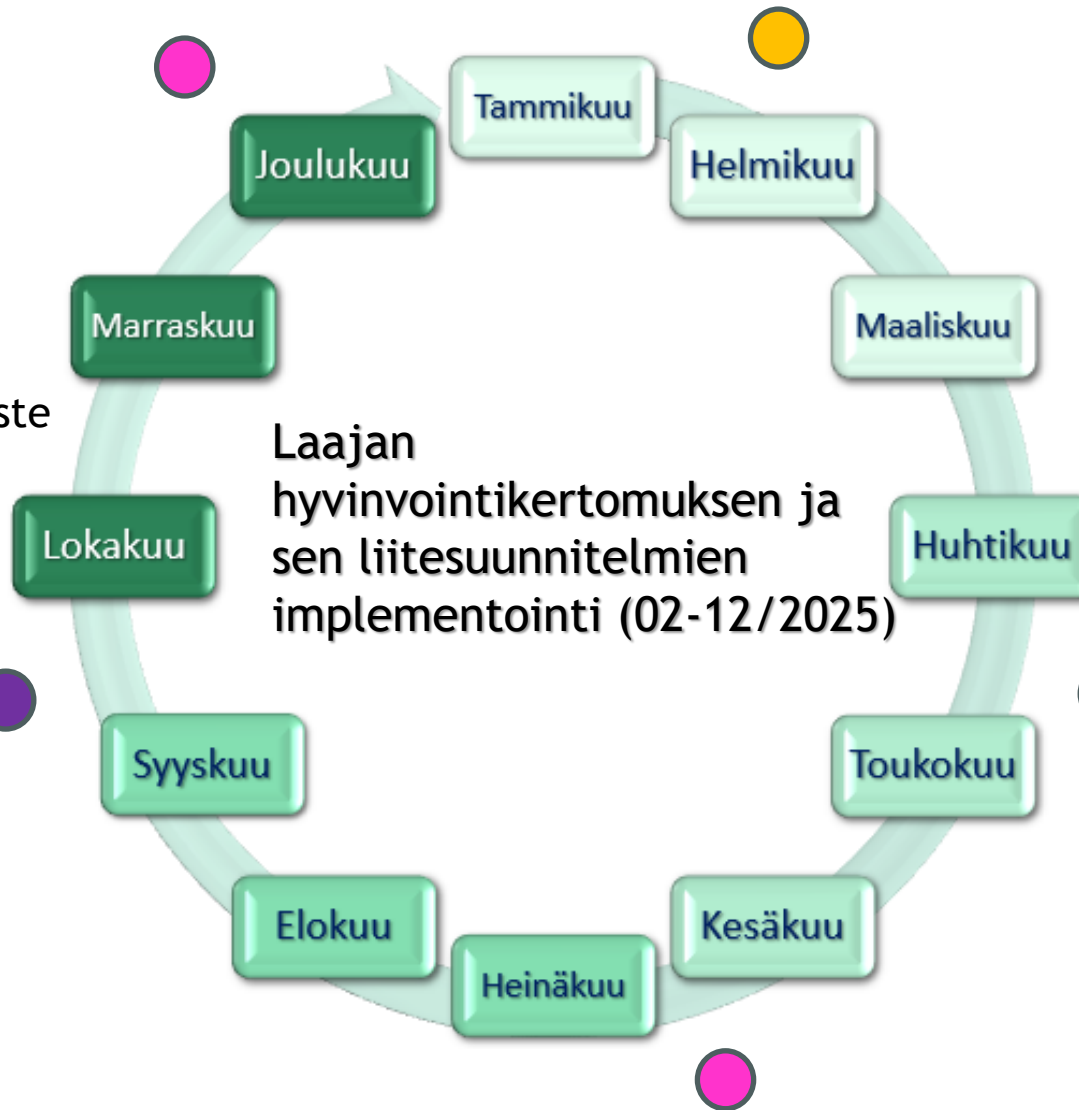 Tammikuu
Helmikuu
Maaliskuu
Huhtikuu
Toukokuu
Kesäkuu
Heinäkuu
Elokuu
Syyskuu
Lokakuu
Marraskuu
Joulukuu
ste
Laajan
hyvinvointikertomuksen ja
sen liitesuunnitelmien
implementointi (02-12/2025)